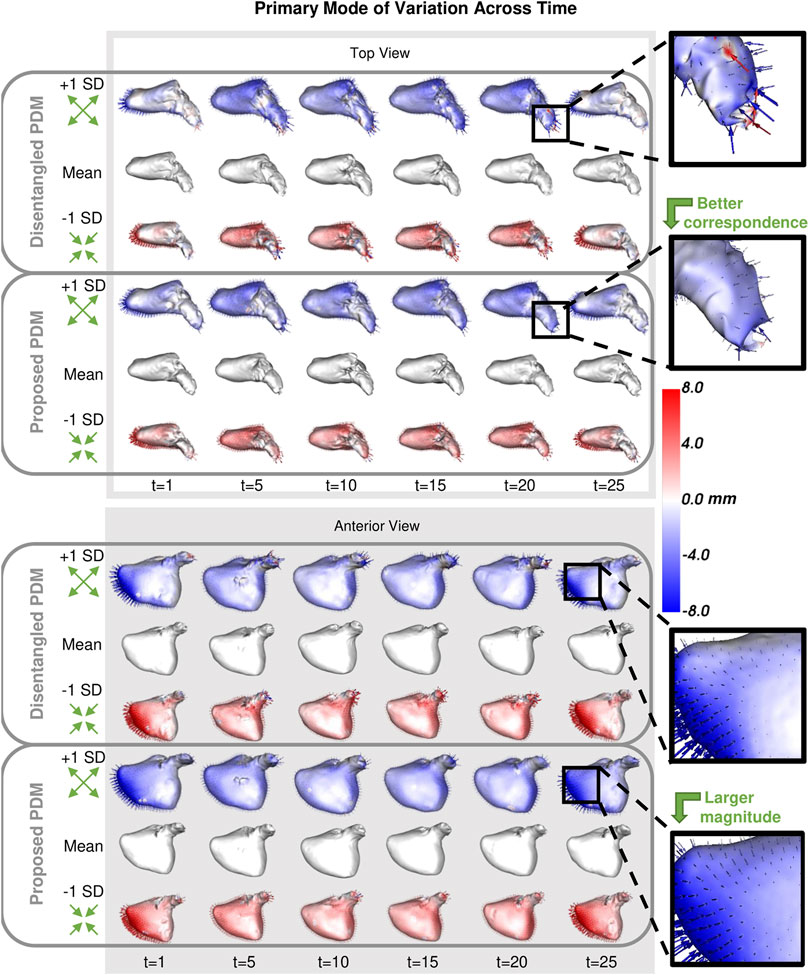 Primary Mode of Variation Across Time
Top View
Disentangled PDM
+1 SD
Mean
-1 SD
Proposed PDM
+1 SD
Mean
-1 SD
t=1 t=5 t=10 t=15 t=20 t=25
Better
correspondence
8.0
4.0
0.0 mm
-4.0
-8.0
Anterior View
Disentangled PDM
+1 SD
Mean
-1 SD
Proposed PDM
+1 SD
Mean
-1 SD
t=1 t=5 t=10 t=15 t=20 t=25
Larger
magnitude